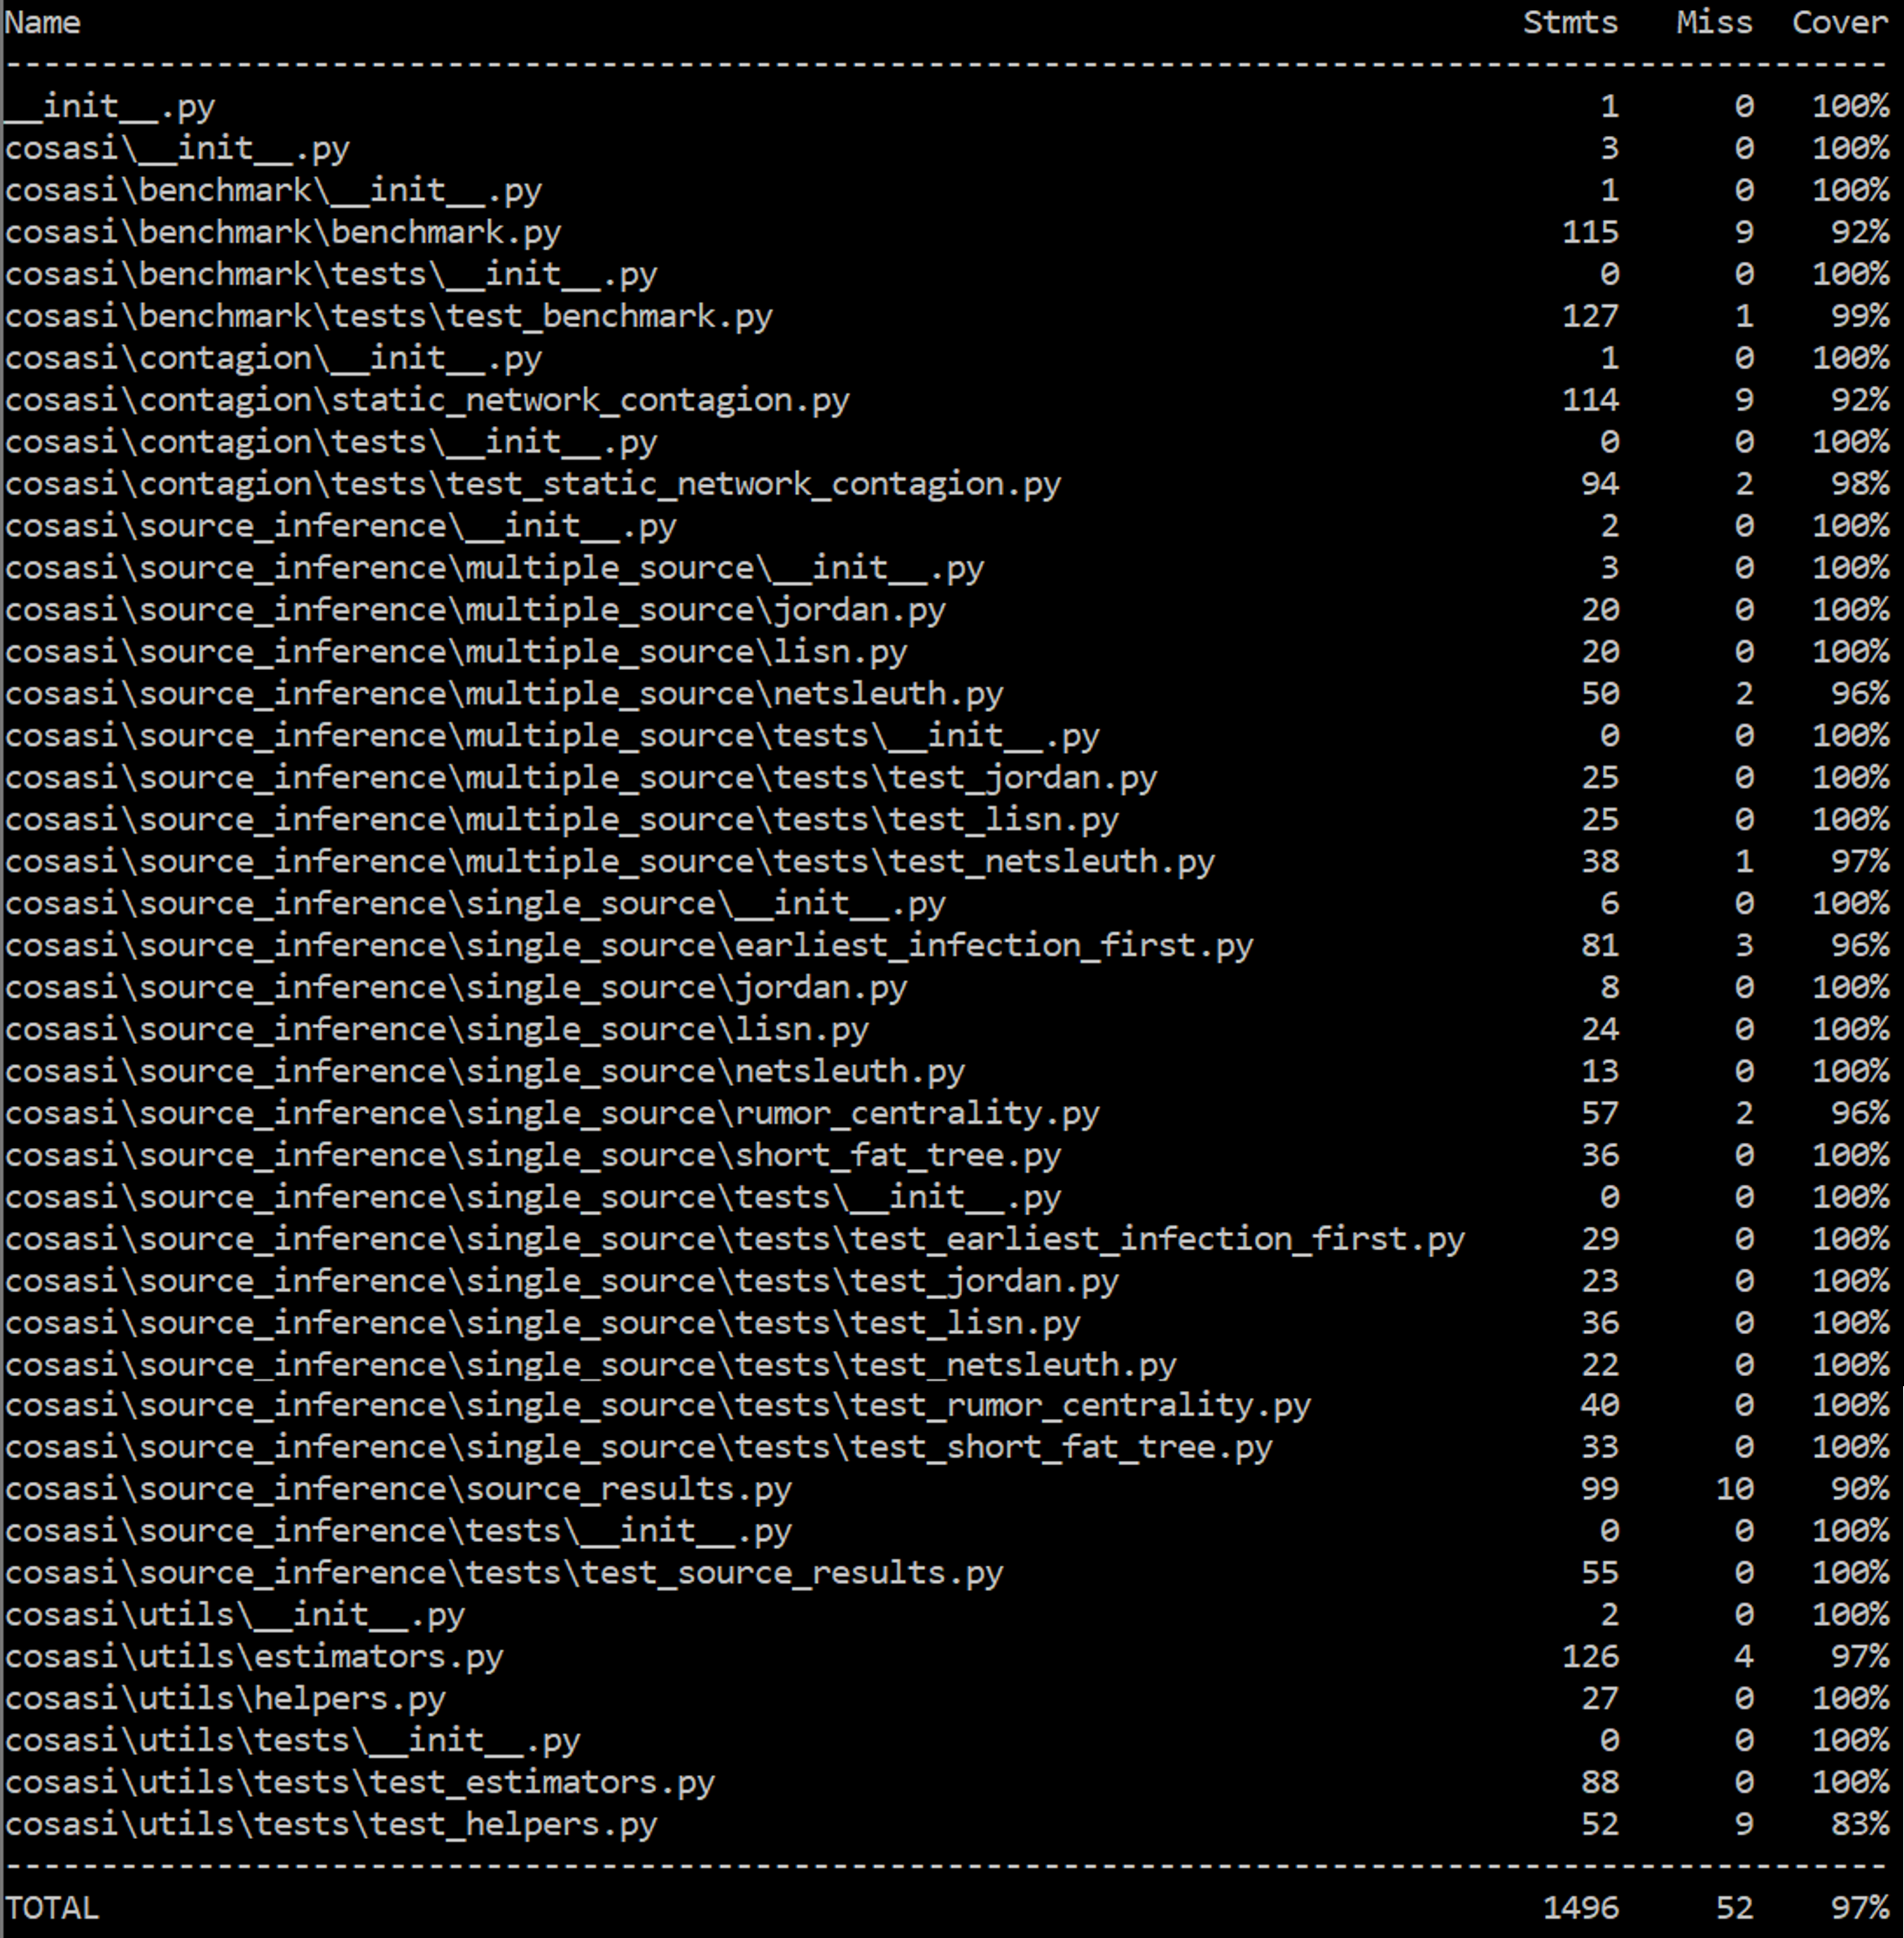 Name Stmts Miss Cover
--------------------------------------------------------------------------------------------------
__init__.py 1 0 100%
cosasi\__init__.py 3 0 100%
cosasi\benchmark\__init__.py 1 0 100%
cosasi\benchmark\benchmark.py 115 9 92%
cosasi\benchmark\tests\__init__.py 0 0 100%
cosasi\benchmark\tests\test_benchmark.py 127 1 99%
cosasi\contagion\__init__.py 1 0 100%
cosasi\contagion\static_network_contagion.py 114 9 92%
cosasi\contagion\tests\__init__.py 0 0 100%
cosasi\contagion\tests\test_static_network_contagion.py 94 2 98%
cosasi\source_inference\__init__.py 2 0 100%
cosasi\source_inference\multiple_source\__init__.py 3 0 100%
cosasi\source_inference\multiple_source\jordan.py 20 0 100%
cosasi\source_inference\multiple_source\lisn.py 20 0 100%
cosasi\source_inference\multiple_source\netsleuth.py 50 2 96%
cosasi\source_inference\multiple_source\tests\__init__.py 0 0 100%
cosasi\source_inference\multiple_source\tests\test_jordan.py 25 0 100%
cosasi\source_inference\multiple_source\tests\test_lisn.py 25 0 100%
cosasi\source_inference\multiple_source\tests\test_netsleuth.py 38 1 97%
cosasi\source_inference\single_source\__init__.py 6 0 100%
cosasi\source_inference\single_source\earliest_infection_first.py 81 3 96%
cosasi\source_inference\single_source\jordan.py 8 0 100%
cosasi\source_inference\single_source\lisn.py 24 0 100%
cosasi\source_inference\single_source\netsleuth.py 13 0 100%
cosasi\source_inference\single_source\rumor_centrality.py 57 2 96%
cosasi\source_inference\single_source\short_fat_tree.py 36 0 100%
cosasi\source_inference\single_source\tests\__init__.py 0 0 100%
cosasi\source_inference\single_source\tests\test_earliest_infection_first.py 29 0 100%
cosasi\source_inference\single_source\tests\test_jordan.py 23 0 100%
cosasi\source_inference\single_source\tests\test_lisn.py 36 0 100%
cosasi\source_inference\single_source\tests\test_netsleuth.py 22 0 100%
cosasi\source_inference\single_source\tests\test_rumor_centrality.py 40 0 100%
cosasi\source_inference\single_source\tests\test_short_fat_tree.py 33 0 100%
cosasi\source_inference\source_results.py 99 10 90%
cosasi\source_inference\tests\__init__.py 0 0 100%
cosasi\source_inference\tests\test_source_results.py 55 0 100%
cosasi\utils\__init__.py 2 0 100%
cosasi\utils\estimators.py 126 4 97%
cosasi\utils\helpers.py 27 0 100%
cosasi\utils\tests\__init__.py 0 0 100%
cosasi\utils\tests\test_estimators.py 88 0 100%
cosasi\utils\tests\test_helpers.py 52 9 83%
--------------------------------------------------------------------------------------------------
TOTAL 1496 52 97%